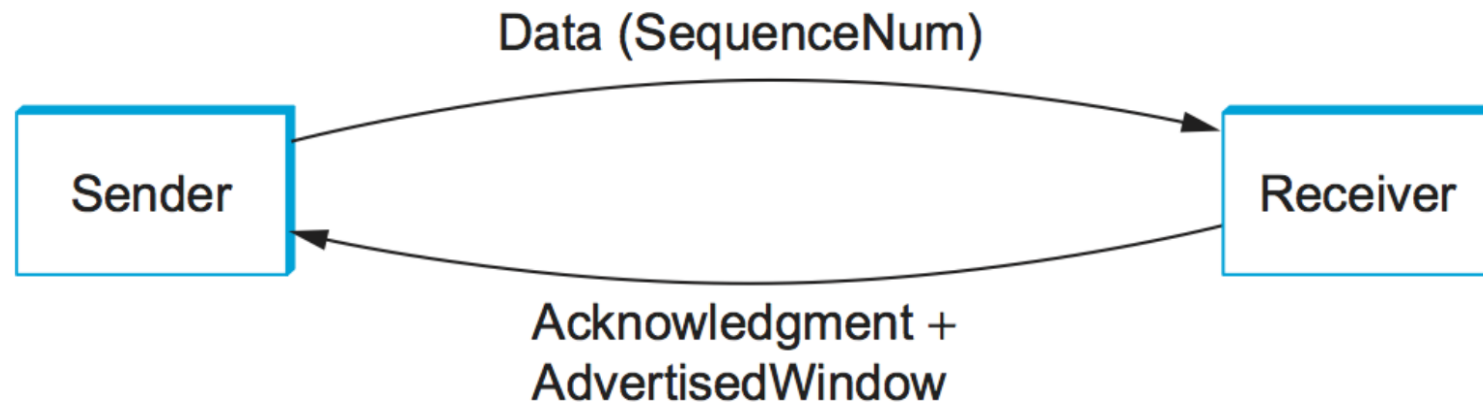 Data (SequenceNum)
Sender
Receiver
Acknowledgment +
AdvertisedWindow